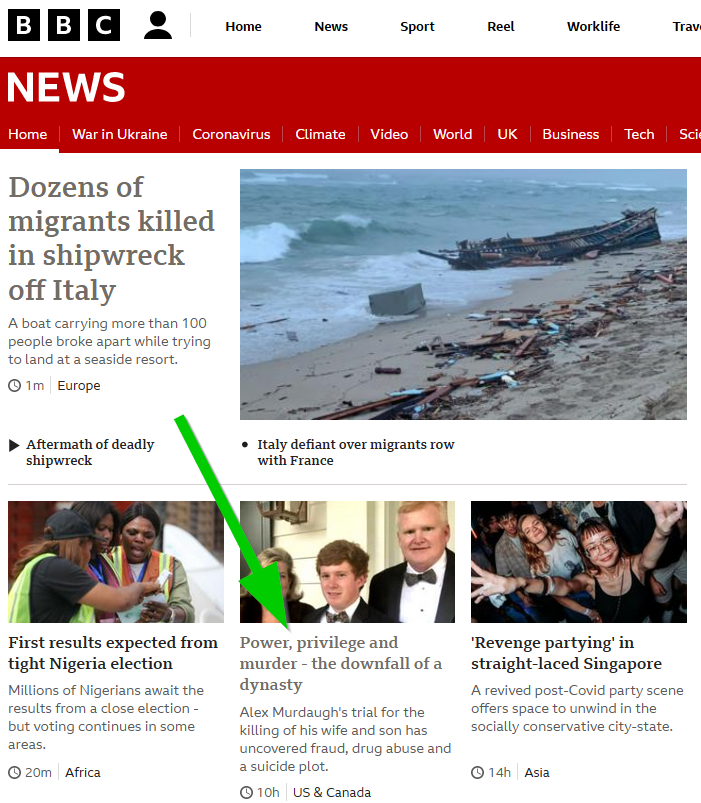 BBC
Home News Sport Reel Worklife Trav
NEWS
Home War in Ukraine Coronavirus Climate Video World UK Business Tech Scie
Dozens of
migrants killed
in shipwreck
off Italy
A boat carrying more than 100
people broke apart while trying
to land at a seaside resort.
1m Europe
Aftermath of deadly
shipwreck
Italy defiant over migrants row
with France
First results expected from
tight Nigeria election
Millions of Nigerians await the
results from a close election -
but voting continues in some
areas.
20m Africa
Power, privilege and
murder - the downfall of a
dynasty
Alex Murdaugh's trial for the
killing of his wife and son has
uncovered fraud, drug abuse and
a suicide plot.
10h US & Canada
'Revenge partying' in
straight-laced Singapore
A revived post-Covid party scene
offers space to unwind in the
socially conservative city-state.
14h Asia